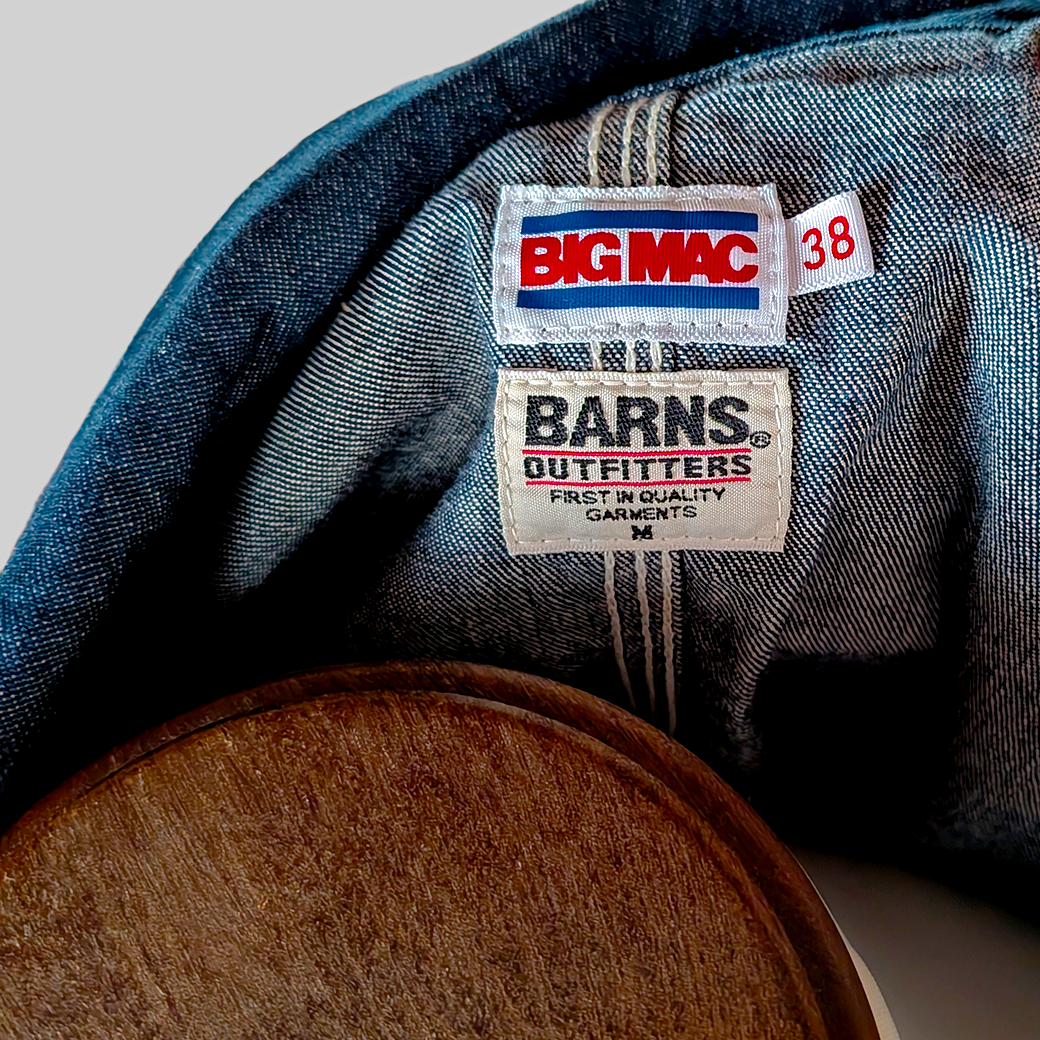 BIG MAC
38
BARNS®
OUTFITTERS
FIRST IN QUALITY
GARMENTS
M